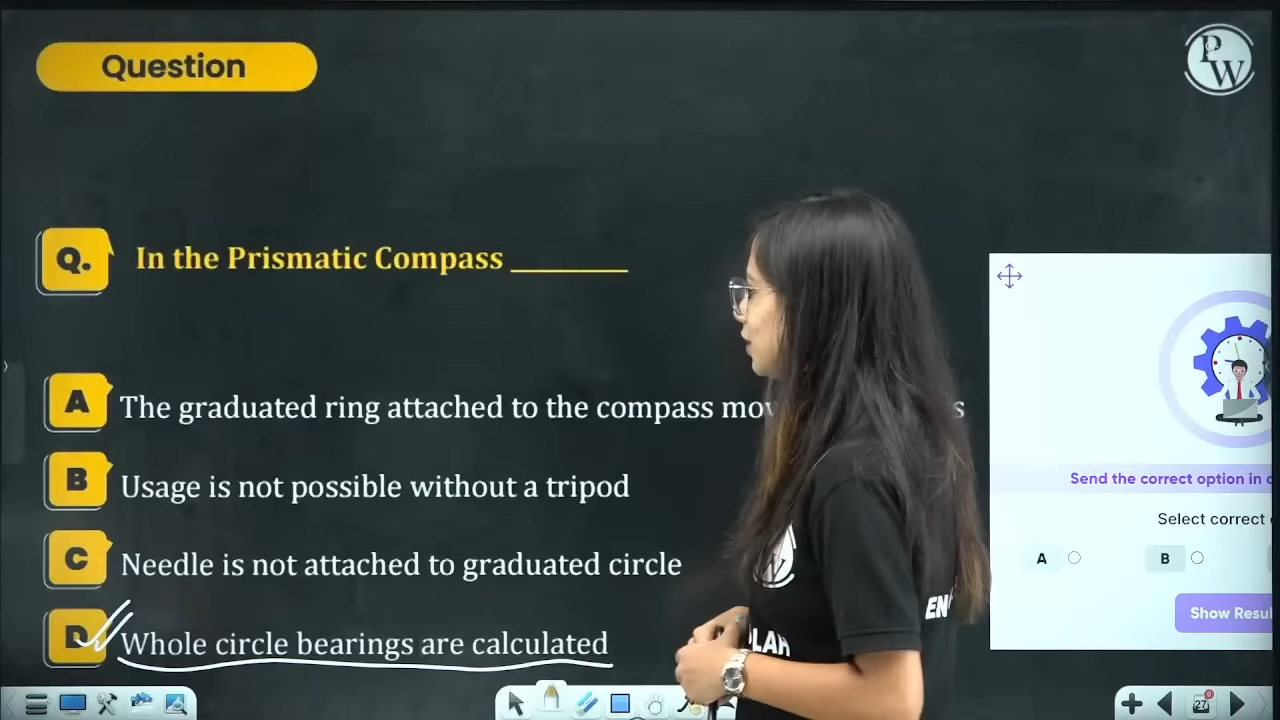 Question
PW
Q. In the Prismatic Compass ________
A The graduated ring attached to the compass
B Usage is not possible without a tripod
C Needle is not attached to graduated circle
D Whole circle bearings are calculated
Send the correct option in
Select correct
A
B
Show
27